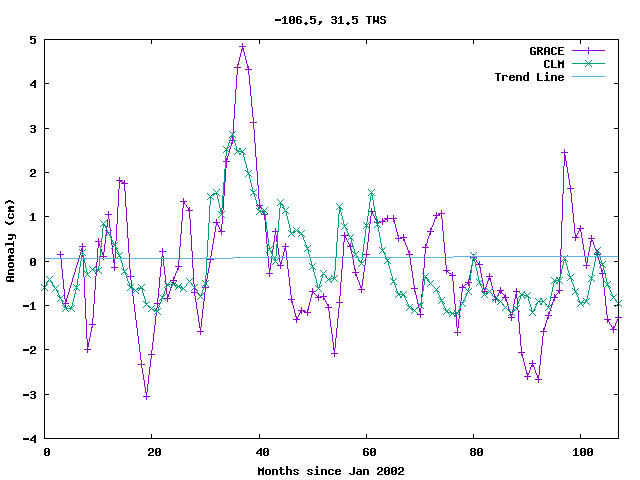 -106.5, 31.5 TWS
GRACE
CLM
Trend Line
5
4
3
2
1
0
-1
-2
-3
-4
Anomaly (cm)
0 20 40 60 80 100
Months since Jan 2002